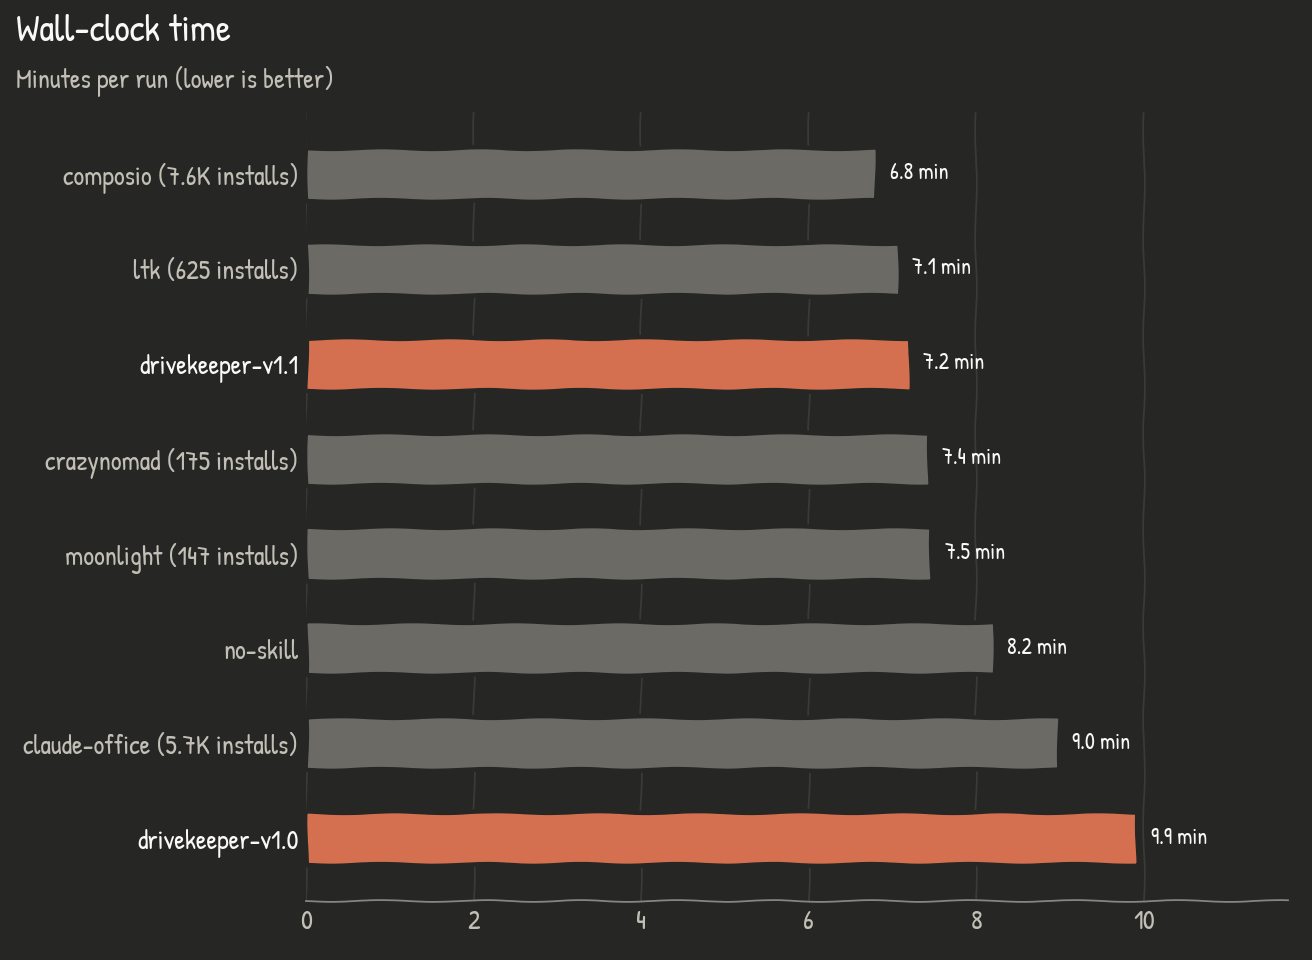 Wall-clock time
Minutes per run (lower is better)
composio (7.6K installs) 6.8 min
ltk (625 installs) 7.1 min
drivekeeper-v1.1 7.2 min
crazynomad (175 installs) 7.4 min
moonlight (147 installs) 7.5 min
no-skill 8.2 min
claude-office (5.7K installs) 9.0 min
drivekeeper-v1.0 9.9 min
0 2 4 6 8 10